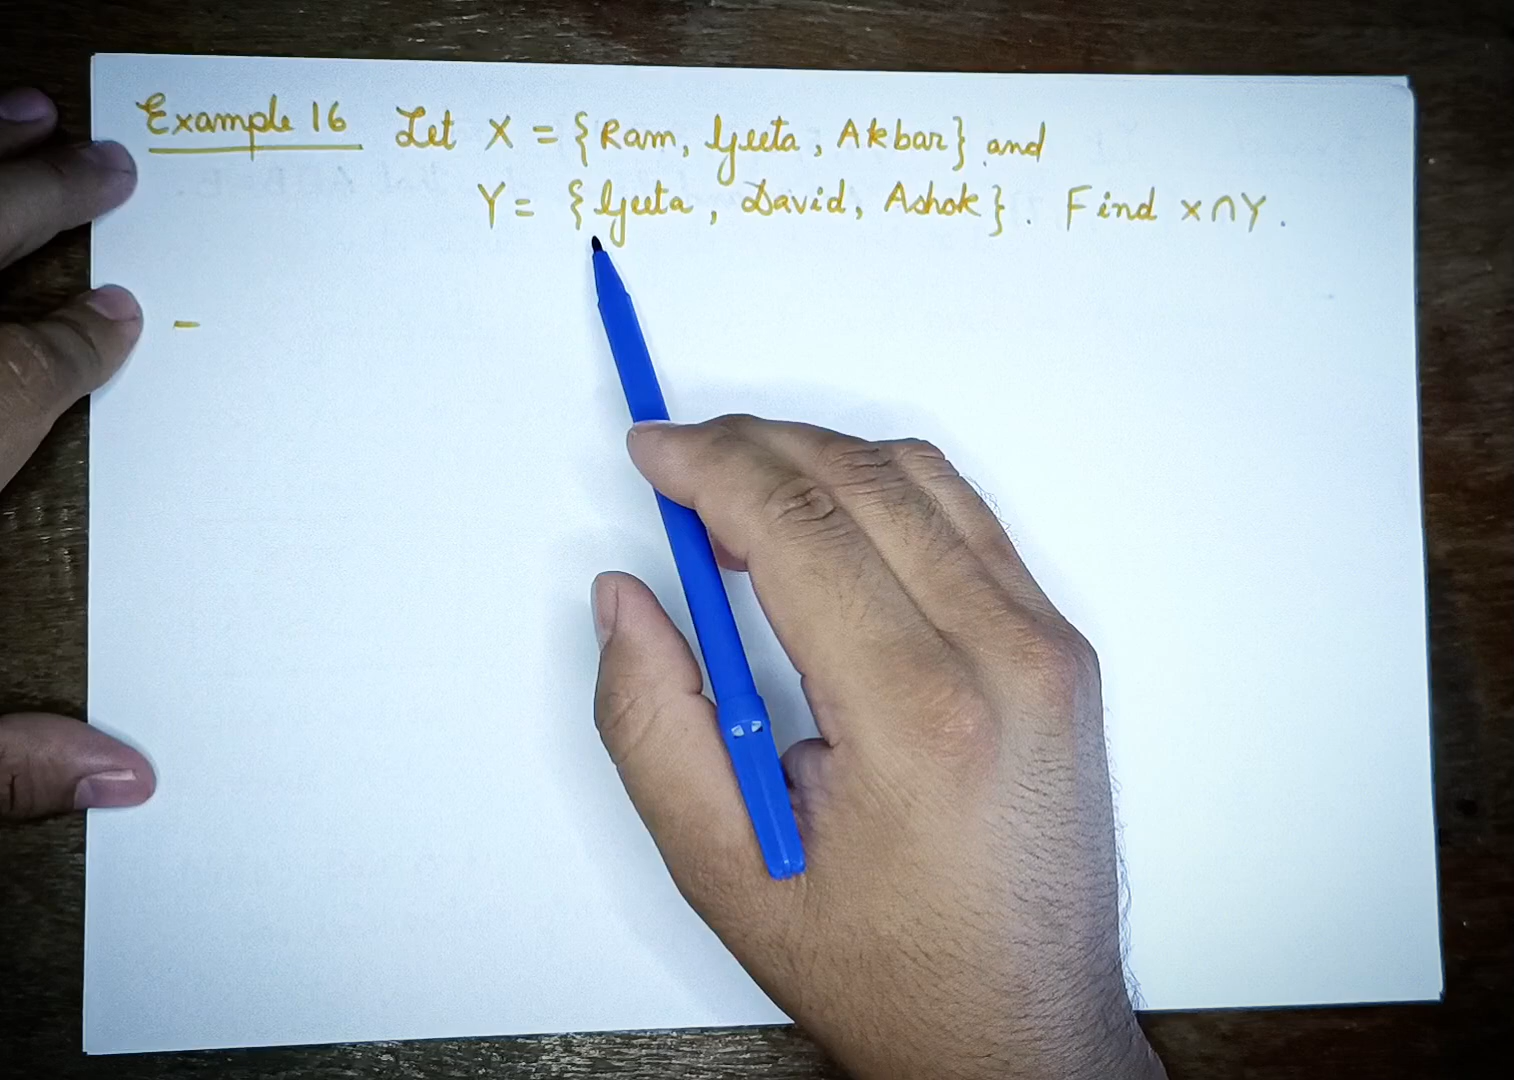 Example 16 Let X = {Ram, Geeta, Akbar} and
Y = {Geeta, David, Ashok}. Find X∩Y.
-